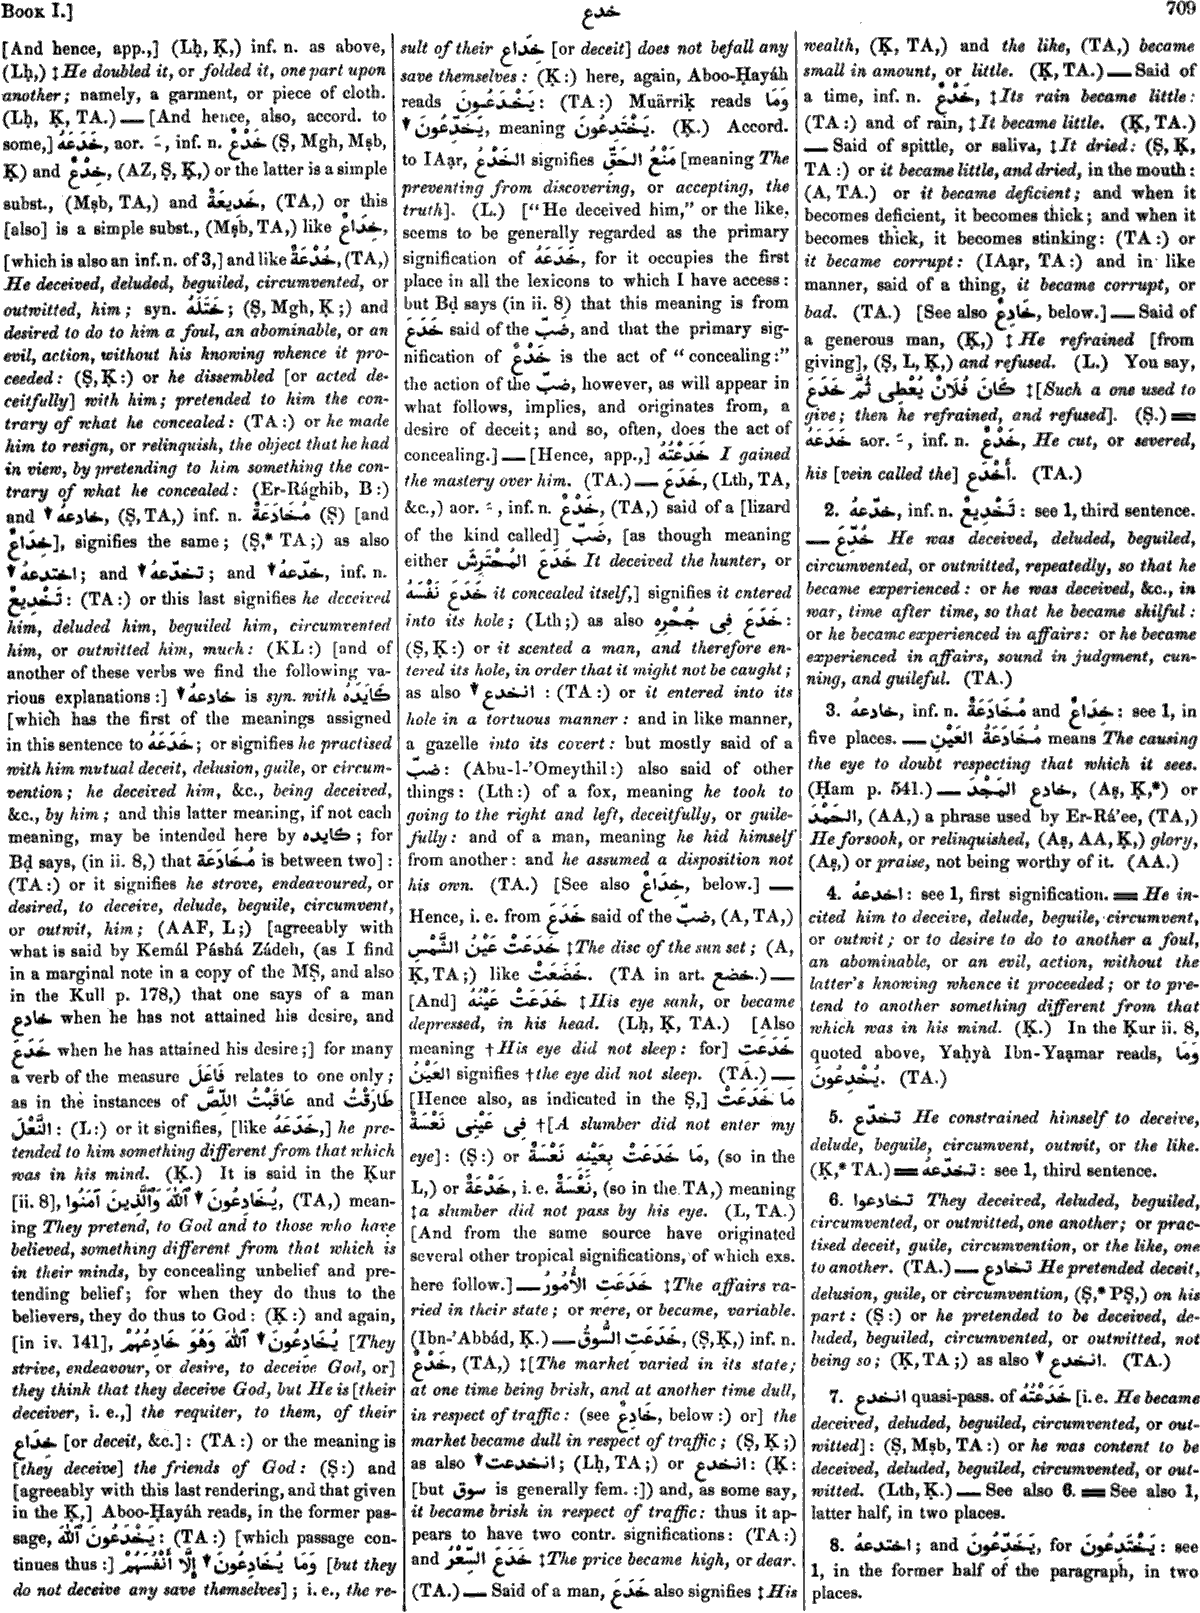 BOOK I.]
خدع
709
[And hence, app.,] (Lḥ, Ḳ,) inf. n. as above,
(Lḥ,) ‡ He doubled it, or folded it, one part upon
another; namely, a garment, or piece of cloth.
(Lḥ, Ḳ, TA.) — [And hence, also, accord. to
some,] خَدَعَهُ, aor. ـَ, inf. n. خَدْعٌ (Ṣ, Mgh, Mṣb,
Ḳ) and خِدْعٌ, (AZ, Ṣ, Ḳ,) or the latter is a simple
subst., (Mṣb, TA,) and خَدِيعَةٌ, (TA,) or this
[also] is a simple subst., (Mṣb, TA,) like خِدَاعٌ,
[which is also an inf. n. of 3,] and like خُدْعَةٌ, (TA,)
He deceived, deluded, beguiled, circumvented, or
outwitted, him; syn. خَتَلَهُ; (Ṣ, Mgh, Ḳ;) and
desired to do to him a foul, an abominable, or an
evil, action, without his knowing whence it pro-
ceeded: (Ṣ, Ḳ:) or he dissembled [or acted de-
ceitfully] with him; pretended to him the con-
trary of what he concealed: (TA:) or he made
him to resign, or relinquish, the object that he had
in view, by pretending to him something the con-
trary of what he concealed: (Er-Rághib, B:)
and ▼ خادعهُ, (Ṣ, TA,) inf. n. مُخَادَعَةٌ (Ṣ) [and
خِدَاعٌ], signifies the same; (Ṣ,* TA;) as also
▼ اختدعهُ; and ▼ تخدّعهُ; and ▼ خدّعهُ, inf. n.
تَخْدِيعٌ: (TA:) or this last signifies he deceived
him, deluded him, beguiled him, circumvented
him, or outwitted him, much: (KL:) [and of
another of these verbs we find the following va-
rious explanations:] ▼ خادعهُ is syn. with كَايَدَهُ
[which has the first of the meanings assigned
in this sentence to خَدَعَهُ; or signifies he practised
with him mutual deceit, delusion, guile, or circum-
vention; he deceived him, &c., being deceived,
&c., by him; and this latter meaning, if not each
meaning, may be intended here by كايده; for
Bḍ says, (in ii. 8,) that مُخَادَعَة is between two]:
(TA:) or it signifies he strove, endeavoured, or
desired, to deceive, delude, beguile, circumvent,
or outwit, him; (AAF, L;) [agreeably with
what is said by Kemál Páshá Zádeh, (as I find
in a marginal note in a copy of the MṢ, and also
in the Kull p. 178,) that one says of a man
خادع when he has not attained his desire, and
خَدَعَ when he has attained his desire;] for many
a verb of the measure فَاعَلَ relates to one only;
as in the instances of عَاقَبْتُ اللِّصَّ and طَارَقْتُ
النَّعْلَ: (L:) or it signifies, [like خَدَعَهُ,] he pre-
tended to him something different from that which
was in his mind. (Ḳ.) It is said in the Ḳur
[ii. 8], يُخَادِعُونَ ▼ ٱللّٰهَ وَٱلَّذِينَ آمَنُوا, (TA,) mean-
ing They pretend, to God and to those who have
believed, something different from that which is
in their minds, by concealing unbelief and pre-
tending belief; for when they do thus to the
believers, they do thus to God: (Ḳ:) and again,
[in iv. 141], يُخَادِعُونَ ▼ ٱللّٰهَ وَهُوَ خَادِعُهُمْ [They
strive, endeavour, or desire, to deceive God, or]
they think that they deceive God, but He is [their
deceiver, i. e.,] the requiter, to them, of their
خِدَاع [or deceit, &c.]: (TA:) or the meaning is
[they deceive] the friends of God: (Ṣ:) and
[agreeably with this last rendering, and that given
in the Ḳ,] Aboo-Ḥayáh reads, in the former pas-
sage, يَخْدَعُونَ ٱللّٰهَ: (TA:) [which passage con-
tinues thus:] وَمَا يُخَادِعُونَ ▼ إِلَّا أَنْفُسَهُمْ [but they
do not deceive any save themselves]; i. e., the re-
sult of their خِدَاع [or deceit] does not befall any
save themselves: (Ḳ:) here, again, Aboo-Ḥayáh
reads يَخْدَعُونَ: (TA:) Muärriḳ reads وَمَا
▼ يَخَدِّعُونَ, meaning يَخْتَدِعُونَ. (Ḳ.) Accord.
to IAạr, الخَدْعُ signifies مَنْعُ الحَقِّ [meaning The
preventing from discovering, or accepting, the
truth]. (L.) ["He deceived him," or the like,
seems to be generally regarded as the primary
signification of خَدَعَهُ, for it occupies the first
place in all the lexicons to which I have access:
but Bḍ says (in ii. 8) that this meaning is from
خَدَعَ said of the ضَبّ, and that the primary sig-
nification of خَدْعٌ is the act of "concealing:"
the action of the ضبّ, however, as will appear in
what follows, implies, and originates from, a
desire of deceit; and so, often, does the act of
concealing.] — [Hence, app.,] خَدَعْتُهُ I gained
the mastery over him. (TA.) — خَدَعَ, (Lth, TA,
&c.,) aor. ـَ, inf. n. خَدْعٌ, (TA,) said of a [lizard
of the kind called] ضَبّ, [as though meaning
either خَدَعَ المُحْتَرِشَ It deceived the hunter, or
خَدَعَ نَفْسَهُ it concealed itself,] signifies it entered
into its hole; (Lth;) as also خَدَعَ فِى جُحْرِهِ:
(Ṣ, Ḳ:) or it scented a man, and therefore en-
tered its hole, in order that it might not be caught;
as also ▼ انخدع: (TA:) or it entered into its
hole in a tortuous manner: and in like manner,
a gazelle into its covert: but mostly said of a
ضبّ: (Abu-l-'Omeythil:) also said of other
things: (Lth:) of a fox, meaning he took to
going to the right and left, deceitfully, or guile-
fully: and of a man, meaning he hid himself
from another: and he assumed a disposition not
his own. (TA.) [See also خِدَاعٌ, below.] —
Hence, i. e. from خَدَعَ said of the ضبّ, (A, TA,)
خَدَعَتْ عَيْنُ الشَّمْسِ ‡ The disc of the sun set; (A,
Ḳ, TA;) like خَضَعَتْ. (TA in art. خضع.) —
[And] خَدَعَتْ عَيْنُهُ ‡ His eye sank, or became
depressed, in his head. (Lḥ, Ḳ, TA.) [Also
meaning † His eye did not sleep: for] خَدَعَت
العَيْنُ signifies † the eye did not sleep. (TA.) —
[Hence also, as indicated in the Ṣ,] مَا خَدَعَتْ
فِى عَيْنِى نَعْسَةٌ † [A slumber did not enter my
eye]: (Ṣ:) or مَا خَدَعَتْ بِعَيْنِهِ نَعْسَةٌ, (so in the
L,) or خَدْعَةٌ, i. e. نَعْسَةٌ, (so in the TA,) meaning
‡ a slumber did not pass by his eye. (L, TA.)
[And from the same source have originated
several other tropical significations, of which exs.
here follow.] — خَدَعَتِ الأُمُورُ ‡ The affairs va-
ried in their state; or were, or became, variable.
(Ibn-'Abbád, Ḳ.) — خَدَعَتِ السُّوقُ, (Ṣ, Ḳ,) inf. n.
خَدْعٌ, (TA,) ‡ [The market varied in its state;
at one time being brisk, and at another time dull,
in respect of traffic: (see خَادِعٌ, below:) or] the
market became dull in respect of traffic; (Ṣ, Ḳ;)
as also ▼ انخدعت; (Lḥ, TA;) or انخدع: (Ḳ:
[but سوق is generally fem.:]) and, as some say,
it became brisk in respect of traffic: thus it ap-
pears to have two contr. significations: (TA:)
and خَدَعَ السِّعْرُ ‡ The price became high, or dear.
(TA.) — Said of a man, خَدَعَ also signifies ‡ His
wealth, (Ḳ, TA,) and the like, (TA,) became
small in amount, or little. (Ḳ, TA.) — Said of
a time, inf. n. خَدْعٌ, ‡ Its rain became little:
(TA:) and of rain, ‡ It became little. (Ḳ, TA.)
— Said of spittle, or saliva, ‡ It dried: (Ṣ, Ḳ,
TA:) or it became little, and dried, in the mouth:
(A, TA.) or it became deficient; and when it
becomes deficient, it becomes thick; and when it
becomes thick, it becomes stinking: (TA:) or
it became corrupt: (IAạr, TA:) and in like
manner, said of a thing, it became corrupt, or
bad. (TA.) [See also خَادِعٌ, below.] — Said of
a generous man, (Ḳ,) ‡ He refrained [from
giving], (Ṣ, L, Ḳ,) and refused. (L.) You say,
كَانَ فُلَانٌ يُعْطِى ثُمَّ خَدَعَ ‡ [Such a one used to
give; then he refrained, and refused]. (Ṣ.) ==
خَدَعَهُ aor. ـَ, inf. n. خَدْعٌ, He cut, or severed,
his [vein called the] أَخْدَع. (TA.)
2. خدّعهُ, inf. n. تَخْدِيعٌ: see 1, third sentence.
— خُدِّعَ He was deceived, deluded, beguiled,
circumvented, or outwitted, repeatedly, so that he
became experienced: or he was deceived, &c., in
war, time after time, so that he became skilful:
or he became experienced in affairs: or he became
experienced in affairs, sound in judgment, cun-
ning, and guileful. (TA.)
3. خادعهُ, inf. n. مُخَادَعَةٌ and خِدَاعٌ: see 1, in
five places. — مُخَادَعَةُ العَيْنِ means The causing
the eye to doubt respecting that which it sees.
(Ḥam p. 541.) — خادع المَجْدَ, (Aṣ, Ḳ,*) or
الحَمْدَ, (AA,) a phrase used by Er-Rá'ee, (TA,)
He forsook, or relinquished, (Aṣ, AA, Ḳ,) glory,
(Aṣ,) or praise, not being worthy of it. (AA.)
4. اخدعهُ: see 1, first signification. == He in-
cited him to deceive, delude, beguile, circumvent,
or outwit; or to desire to do to another a foul,
an abominable, or an evil, action, without the
latter's knowing whence it proceeded; or to pre-
tend to another something different from that
which was in his mind. (Ḳ.) In the Ḳur ii. 8,
quoted above, Yaḥyà Ibn-Yaạmar reads, وَمَا
يُخْدِعُونَ. (TA.)
5. تخدّع He constrained himself to deceive,
delude, beguile, circumvent, outwit, or the like.
(Ḳ,* TA.) == تخدّعهُ: see 1, third sentence.
6. تخادعوا They deceived, deluded, beguiled,
circumvented, or outwitted, one another; or prac-
tised deceit, guile, circumvention, or the like, one
to another. (TA.) — تخادع He pretended deceit,
delusion, guile, or circumvention, (Ṣ,* PṢ,) on his
part: (Ṣ:) or he pretended to be deceived, de-
luded, beguiled, circumvented, or outwitted, not
being so; (Ḳ, TA;) as also ▼ انخدع. (TA.)
7. انخدع quasi-pass. of خَدَعْتُهُ [i. e. He became
deceived, deluded, beguiled, circumvented, or out-
witted]: (Ṣ, Mṣb, TA:) or he was content to be
deceived, deluded, beguiled, circumvented, or out-
witted. (Lth, Ḳ.) — See also 6. == See also 1,
latter half, in two places.
8. اختدعهُ; and يَخَدِّعُونَ, for يَخْتَدِعُونَ: see
1, in the former half of the paragraph, in two
places.